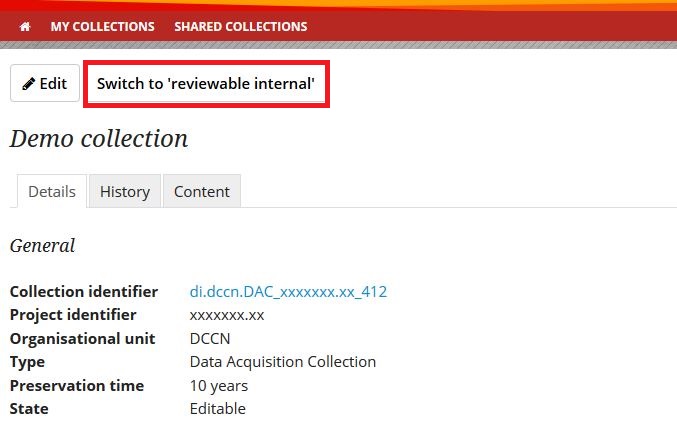 MY COLLECTIONS SHARED COLLECTIONS
Edit Switch to 'reviewable internal'
Demo collection
Details History Content
General
Collection identifier di.dccn.DAC_xxxxxxx.xx_412
Project identifier xxxxxxx.xx
Organisational unit DCCN
Type Data Acquisition Collection
Preservation time 10 years
State Editable